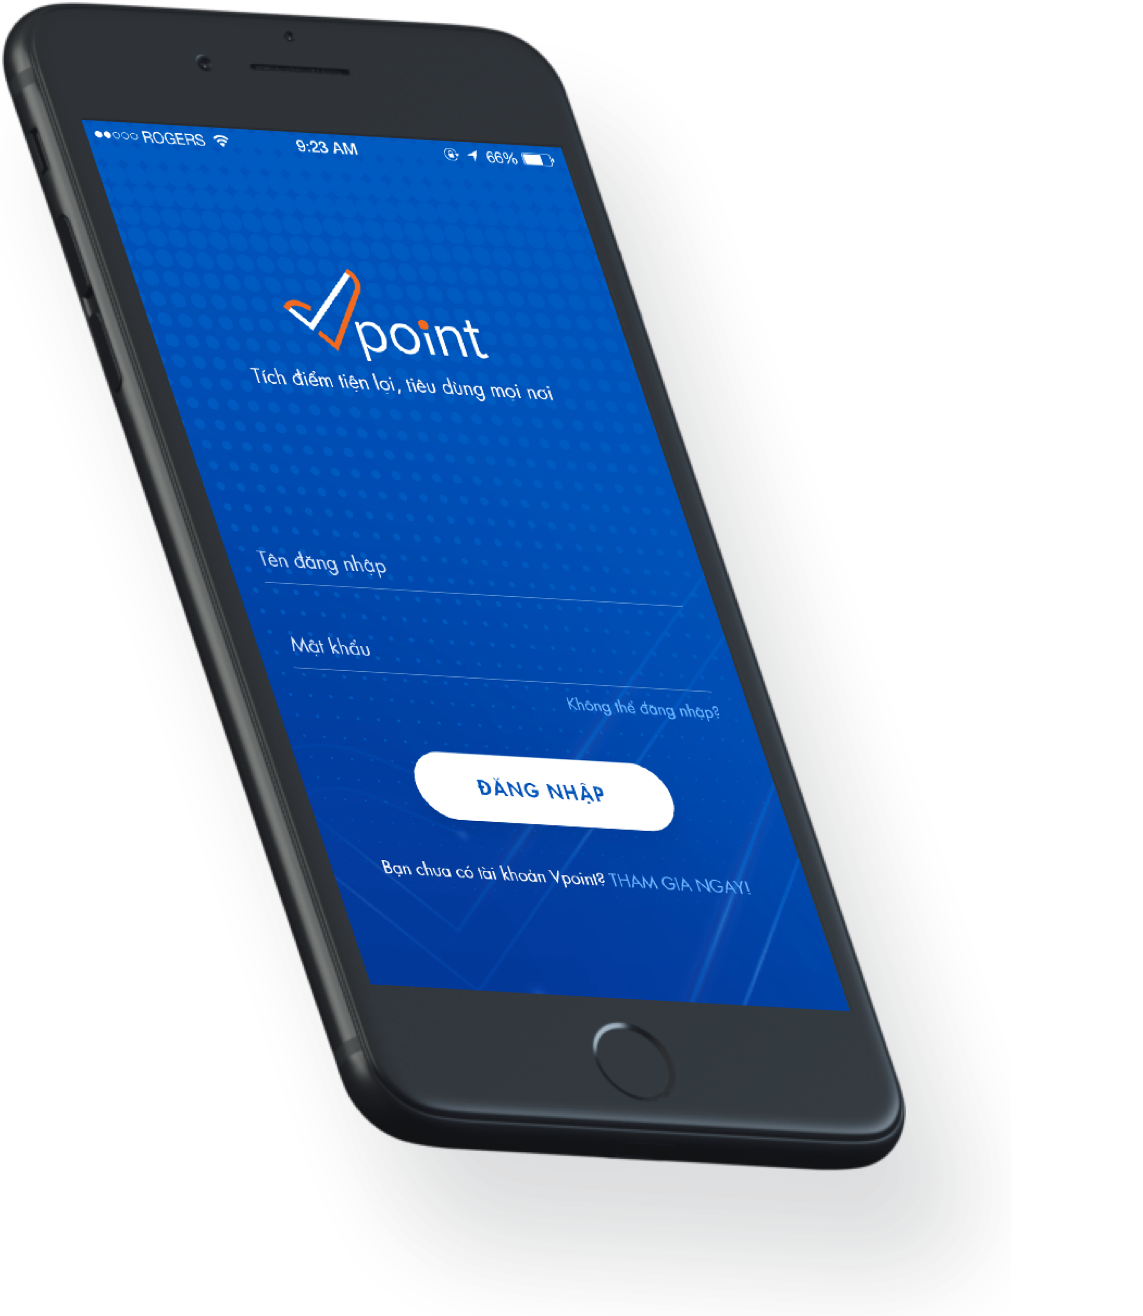 ROGERS 9:23 AM 66%
Vpoint
Tích điểm tiện lợi, tiêu dùng mọi nơi
Tên đăng nhập
Mật khẩu
Không thể đăng nhập?
ĐĂNG NHẬP
Bạn chưa có tài khoản Vpoint? THAM GIA NGAY!